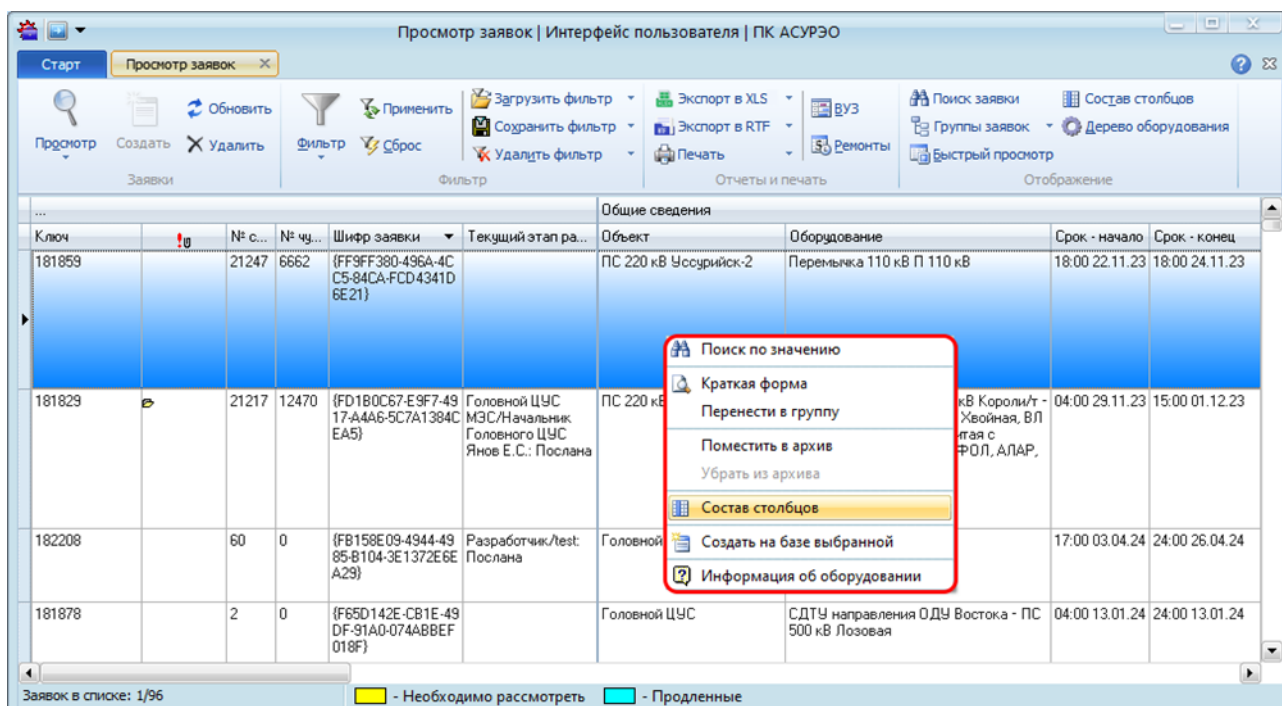 Просмотр заявок | Интерфейс пользователя | ПК АСУРЭО
Старт
Просмотр заявок
Просмотр
Создать
Обновить
Удалить
Заявки
Фильтр
Применить
Сброс
Загрузить фильтр
Сохранить фильтр
Удалить фильтр
Фильтр
Экспорт в XLS
Экспорт в RTF
Печать
ВУЗ
Ремонты
Отчеты и печать
Поиск заявки
Группы заявок
Быстрый просмотр
Состав столбцов
Дерево оборудования
Отображение
... Общие сведения
Ключ № с... № чу... Шифр заявки Текущий этап ра... Объект Оборудование Срок - начало Срок - конец
181859 21247 6662 {FF9FF380-496A-4C ПС 220 кВ Уссурийск-2 Перемычка 110 кВ П 110 кВ 18:00 22.11.23 18:00 24.11.23
C5-84CA-FCD4341D
6E21}
181829 21217 12470 {FD1B0C67-E9F7-49 Головной ЦУС ПС 220 кВ кВ Короли/т - 04:00 29.11.23 15:00 01.12.23
17-A4A6-5C7A1384C МЭС/Начальник Хвойная, ВЛ
EA5} Головного ЦУС итая с
Янов Е.С.: Послана ФОЛ, АЛАР,
182208 60 0 {FB158E09-4944-49 Разработчик/test: Головной 17:00 03.04.24 24:00 26.04.24
85-B104-3E1372E6E Послана
A29}
181878 2 0 {F65D142E-CB1E-49 Головной ЦУС СДТУ направления ОДУ Востока - ПС 04:00 13.01.24 24:00 13.01.24
DF-91A0-074ABBEF 500 кВ Лозовая
018F}
Поиск по значению
Краткая форма
Перенести в группу
Поместить в архив
Убрать из архива
Состав столбцов
Создать на базе выбранной
Информация об оборудовании
Заявок в списке: 1/96 - Необходимо рассмотреть - Продленные